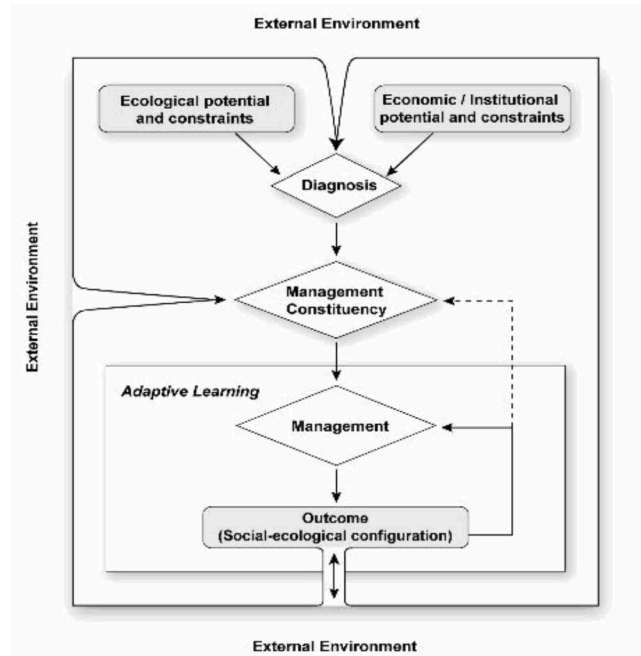 External Environment
Ecological potential
and constraints
Economic / Institutional
potential and constraints
Diagnosis
External Environment
Management
Constituency
Adaptive Learning
Management
Outcome
(Social-ecological configuration)
External Environment